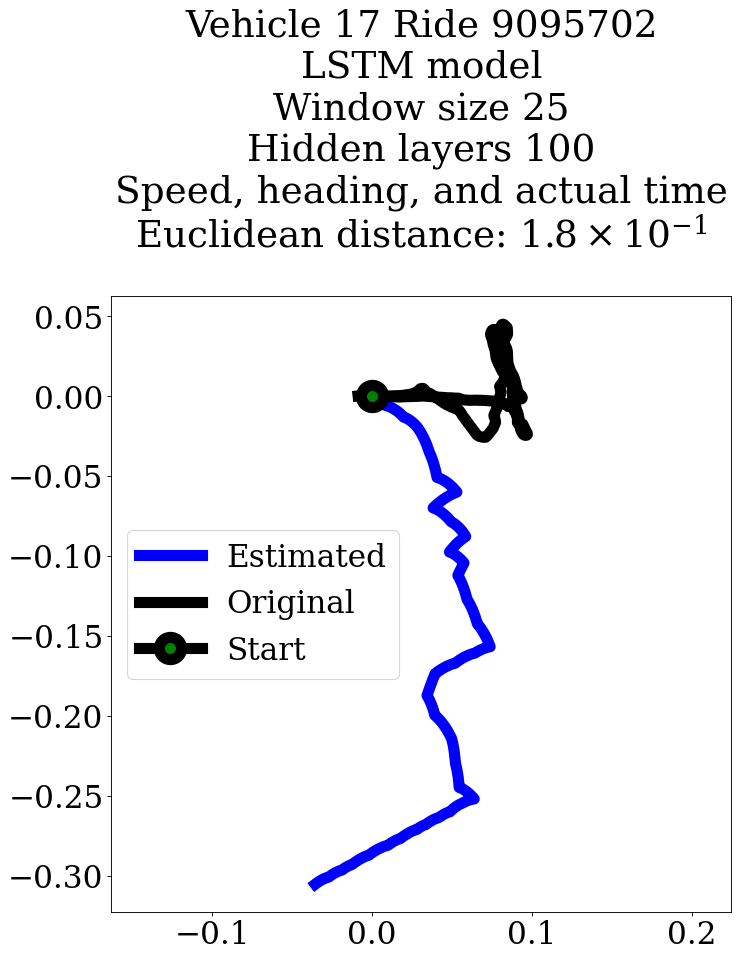 Vehicle 17 Ride 9095702
LSTM model
Window size 25
Hidden layers 100
Speed, heading, and actual time
Euclidean distance: 1.8 × 10⁻¹
0.05
0.00
−0.05
−0.10
−0.15
−0.20
−0.25
−0.30
Estimated
Original
Start
−0.1
0.0
0.1
0.2